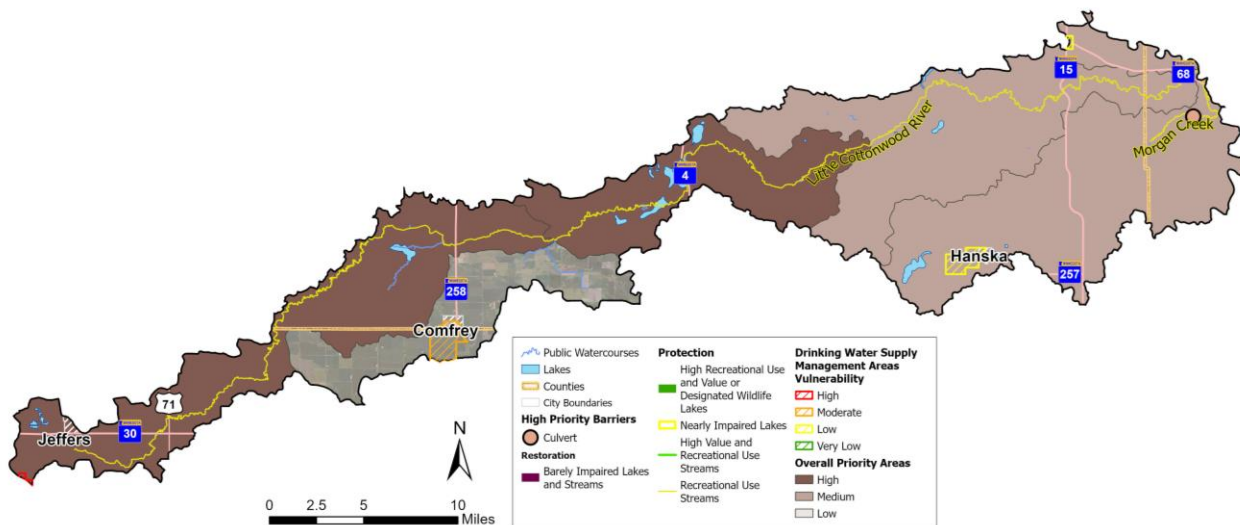 15
68
Morgan Creek
Little Cottonwood River
4
Hanska
257
258
Comfrey
71
Jeffers
30
N
0 2.5 5 10
Miles
Public Watercourses
Lakes
Counties
City Boundaries
High Priority Barriers
Culvert
Restoration
Barely Impaired Lakes
and Streams
Protection
High Recreational Use
and Value or
Designated Wildlife
Lakes
Nearly Impaired Lakes
High Value and
Recreational Use
Streams
Recreational Use
Streams
Drinking Water Supply
Management Areas
Vulnerability
High
Moderate
Low
Very Low
Overall Priority Areas
High
Medium
Low